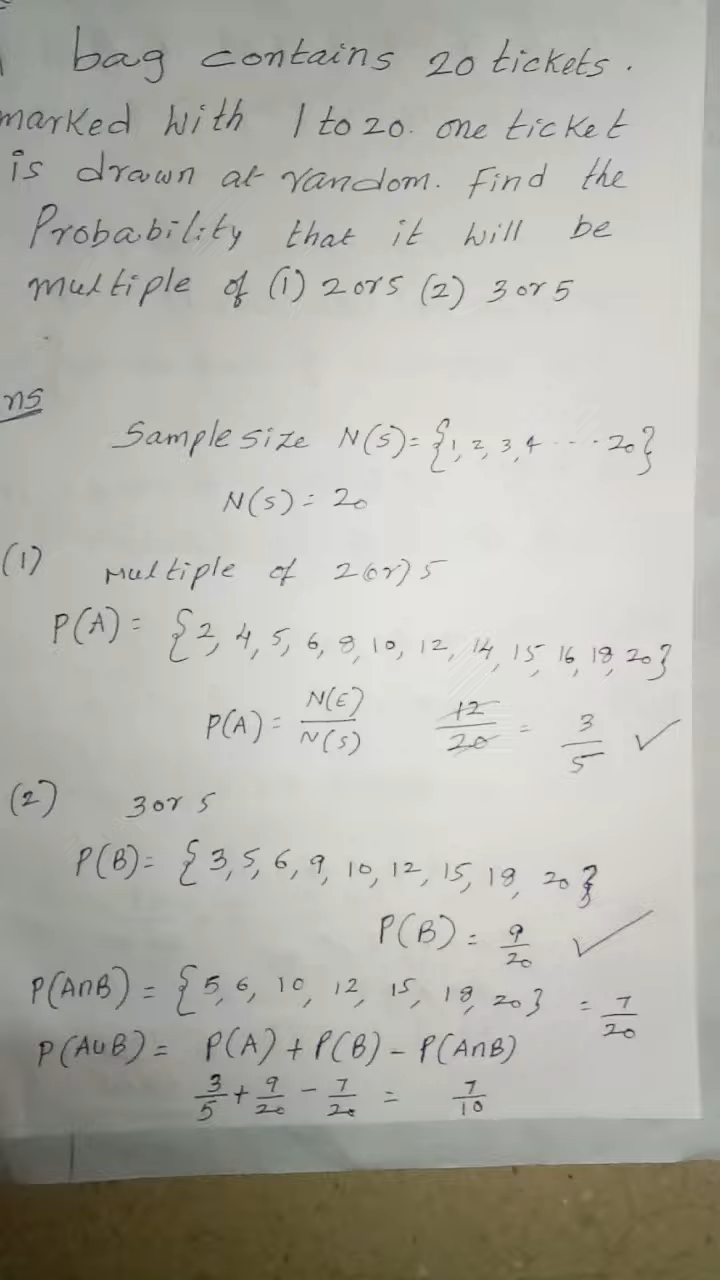 bag contains 20 tickets.
marked with 1 to 20. one ticket
is drawn at random. Find the
Probability that it will be
multiple of (1) 2 or 5 (2) 3 or 5
ns
Sample size N(S)= {1, 2, 3, 4 ... 20}
N(S) = 20
(1) Multiple of 2(or) 5
P(A) = {2, 4, 5, 6, 8, 10, 12, 14, 15, 16, 18, 20}
P(A) = N(E)/N(S) 12/20 = 3/5 ✓
(2) 3 or 5
P(B) = {3, 5, 6, 9, 10, 12, 15, 18, 20}
P(B) = 9/20 ✓
P(A∩B) = {5, 6, 10, 12, 15, 18, 20} = 7/20
P(A∪B) = P(A) + P(B) - P(A∩B)
3/5 + 9/20 - 7/20 = 7/10